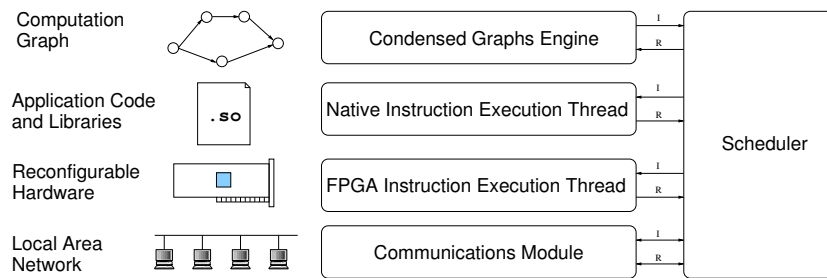 Computation
Graph
Condensed Graphs Engine
I
R
Application Code
and Libraries
.so
Native Instruction Execution Thread
I
R
Scheduler
Reconfigurable
Hardware
FPGA Instruction Execution Thread
I
R
Local Area
Network
Communications Module
I
R